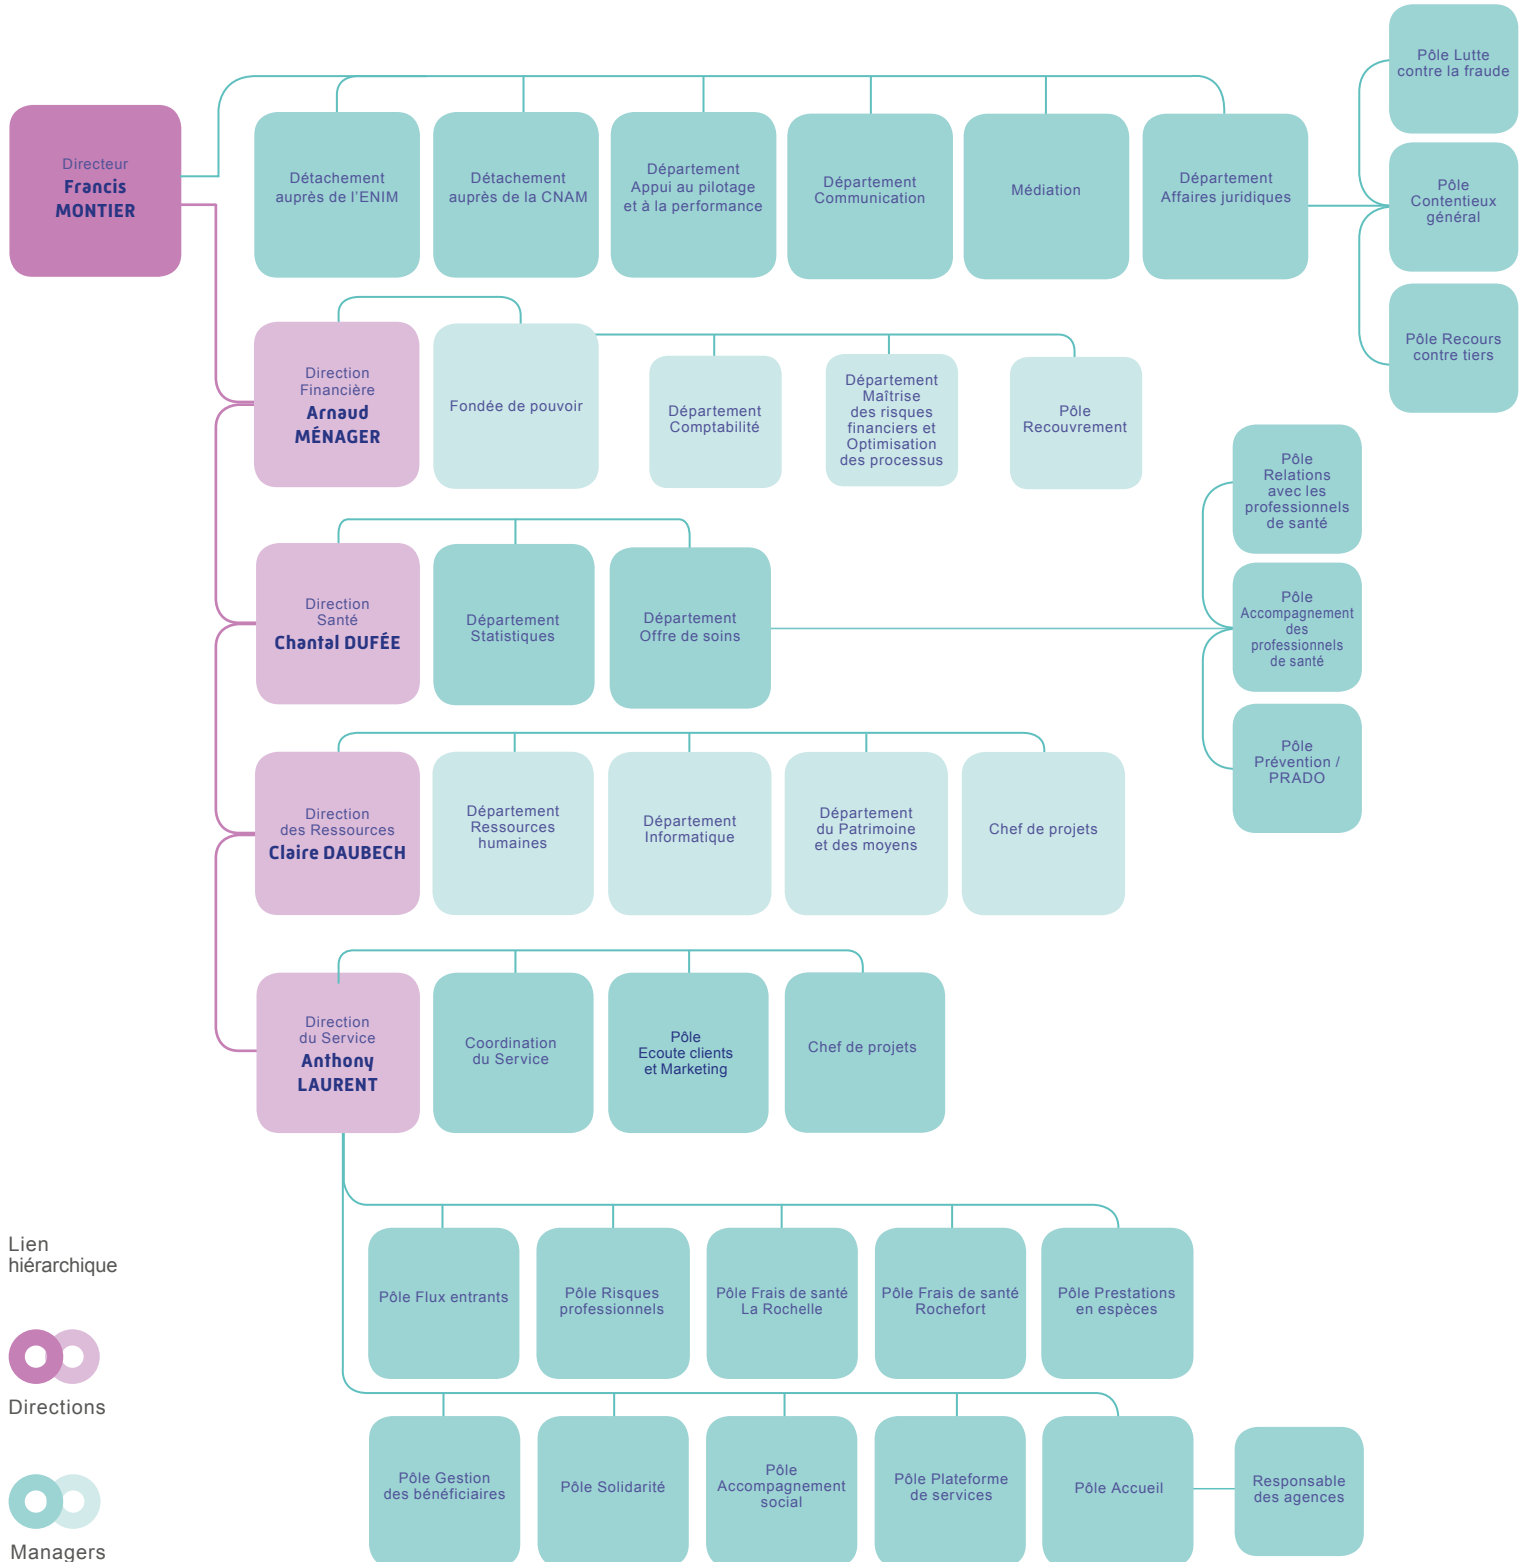 Directeur
Francis
MONTIER
Détachement
auprès de l'ENIM
Détachement
auprès de la CNAM
Département
Appui au pilotage
et à la performance
Département
Communication
Médiation
Département
Affaires juridiques
Pôle Lutte
contre la fraude
Pôle
Contentieux
général
Pôle Recours
contre tiers
Direction
Financière
Arnaud
MÉNAGER
Fondée de pouvoir
Département
Comptabilité
Département
Maîtrise
des risques
financiers et
Optimisation
des processus
Pôle
Recouvrement
Direction
Santé
Chantal DUFÉE
Département
Statistiques
Département
Offre de soins
Pôle
Relations
avec les
professionnels
de santé
Pôle
Accompagnement
des
professionnels
de santé
Pôle
Prévention /
PRADO
Direction
des Ressources
Claire DAUBECH
Département
Ressources
humaines
Département
Informatique
Département
du Patrimoine
et des moyens
Chef de projets
Direction
du Service
Anthony
LAURENT
Coordination
du Service
Pôle
Ecoute clients
et Marketing
Chef de projets
Pôle Flux entrants
Pôle Risques
professionnels
Pôle Frais de santé
La Rochelle
Pôle Frais de santé
Rochefort
Pôle Prestations
en espèces
Pôle Gestion
des bénéficiaires
Pôle Solidarité
Pôle
Accompagnement
social
Pôle Plateforme
de services
Pôle Accueil
Responsable
des agences
Lien
hiérarchique
Directions
Managers